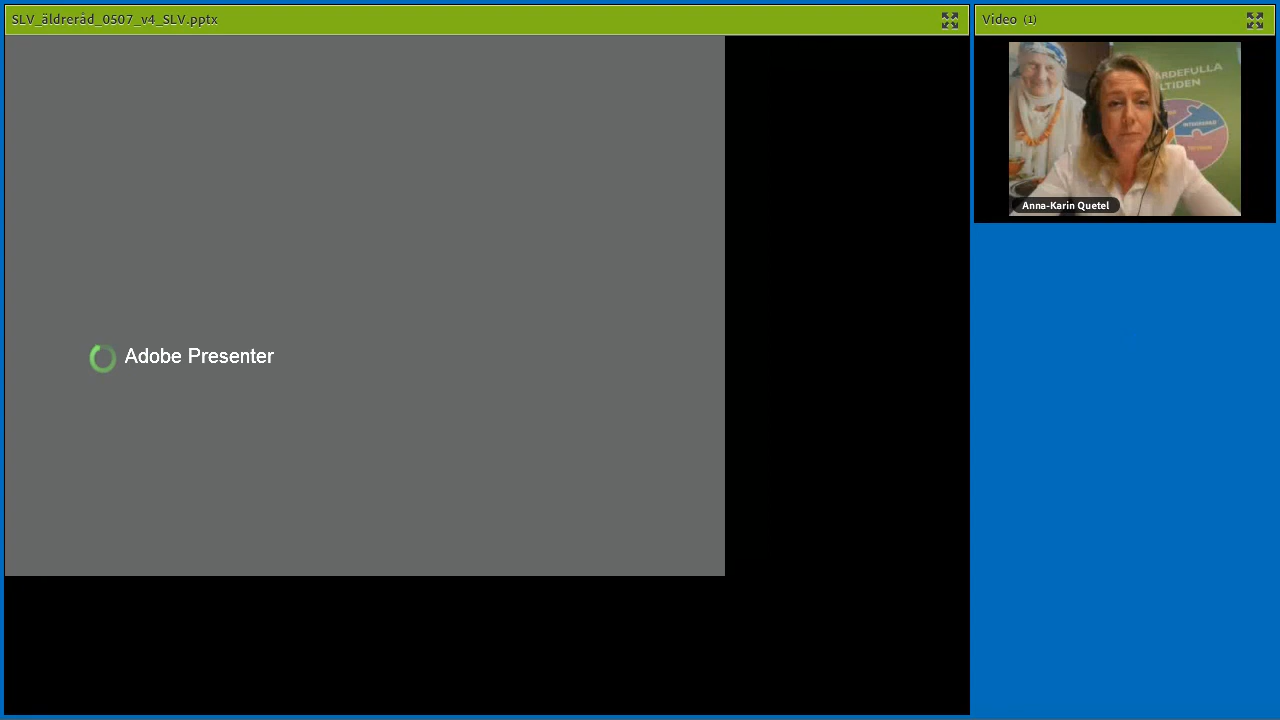 SLV_äldreråd_0507_v4_SLV.pptx
Video (1)
Adobe Presenter
Anna-Karin Quetel